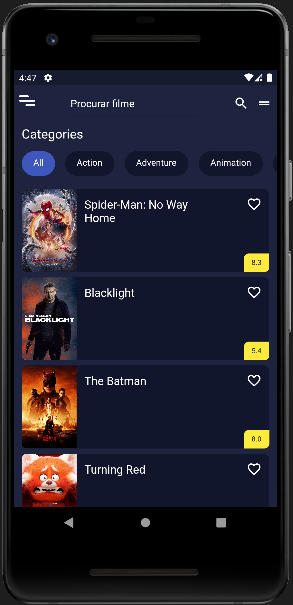 4:47
Procurar filme
Categories
All
Action
Adventure
Animation
Spider-Man: No Way
Home
8.3
Blacklight
BLACKLIGHT
5.4
The Batman
8.0
Turning Red